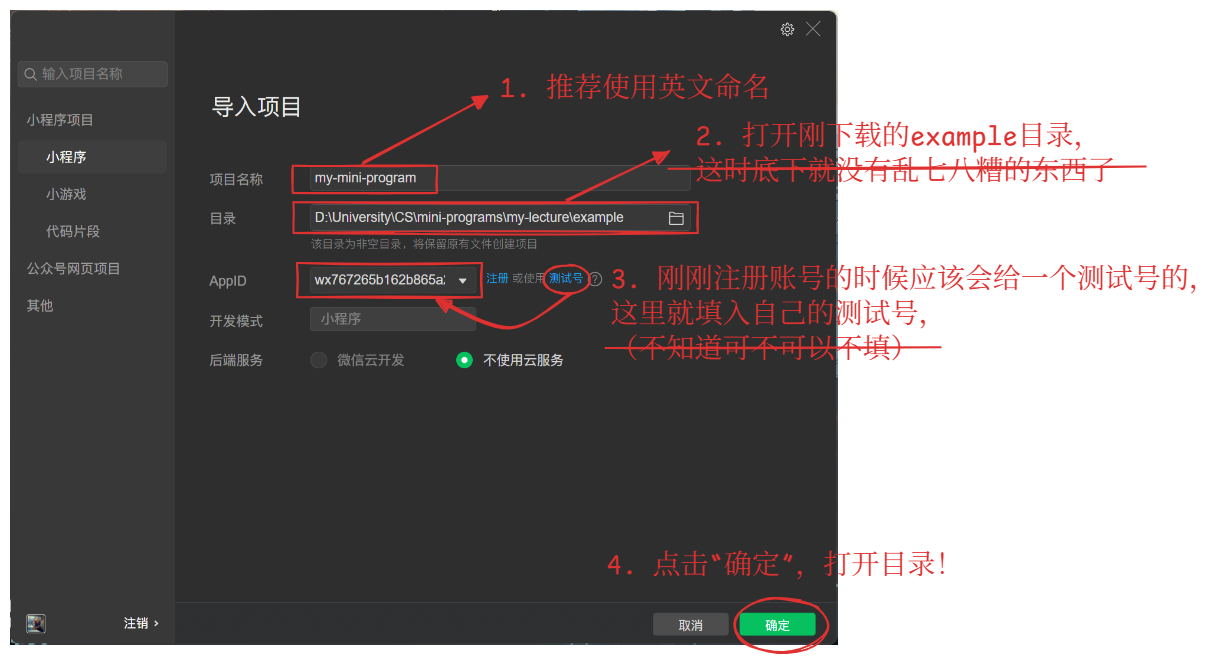 输入项目名称
小程序项目
小程序
小游戏
代码片段
公众号网页项目
其他
注销 ›
导入项目
1. 推荐使用英文命名
2. 打开刚下载的example目录,
这时底下就没有乱七八糟的东西了
项目名称 my-mini-program
目录 D:\University\CS\mini-programs\my-lecture\example
该目录为非空目录，将保留原有文件创建项目
AppID wx767265b162b865a 注册 或使用 测试号 ?
3. 刚刚注册账号的时候应该会给一个测试号的,
这里就填入自己的测试号,
（不知道可不可以不填）
开发模式 小程序
后端服务 微信云开发 不使用云服务
4. 点击“确定”, 打开目录!
取消 确定